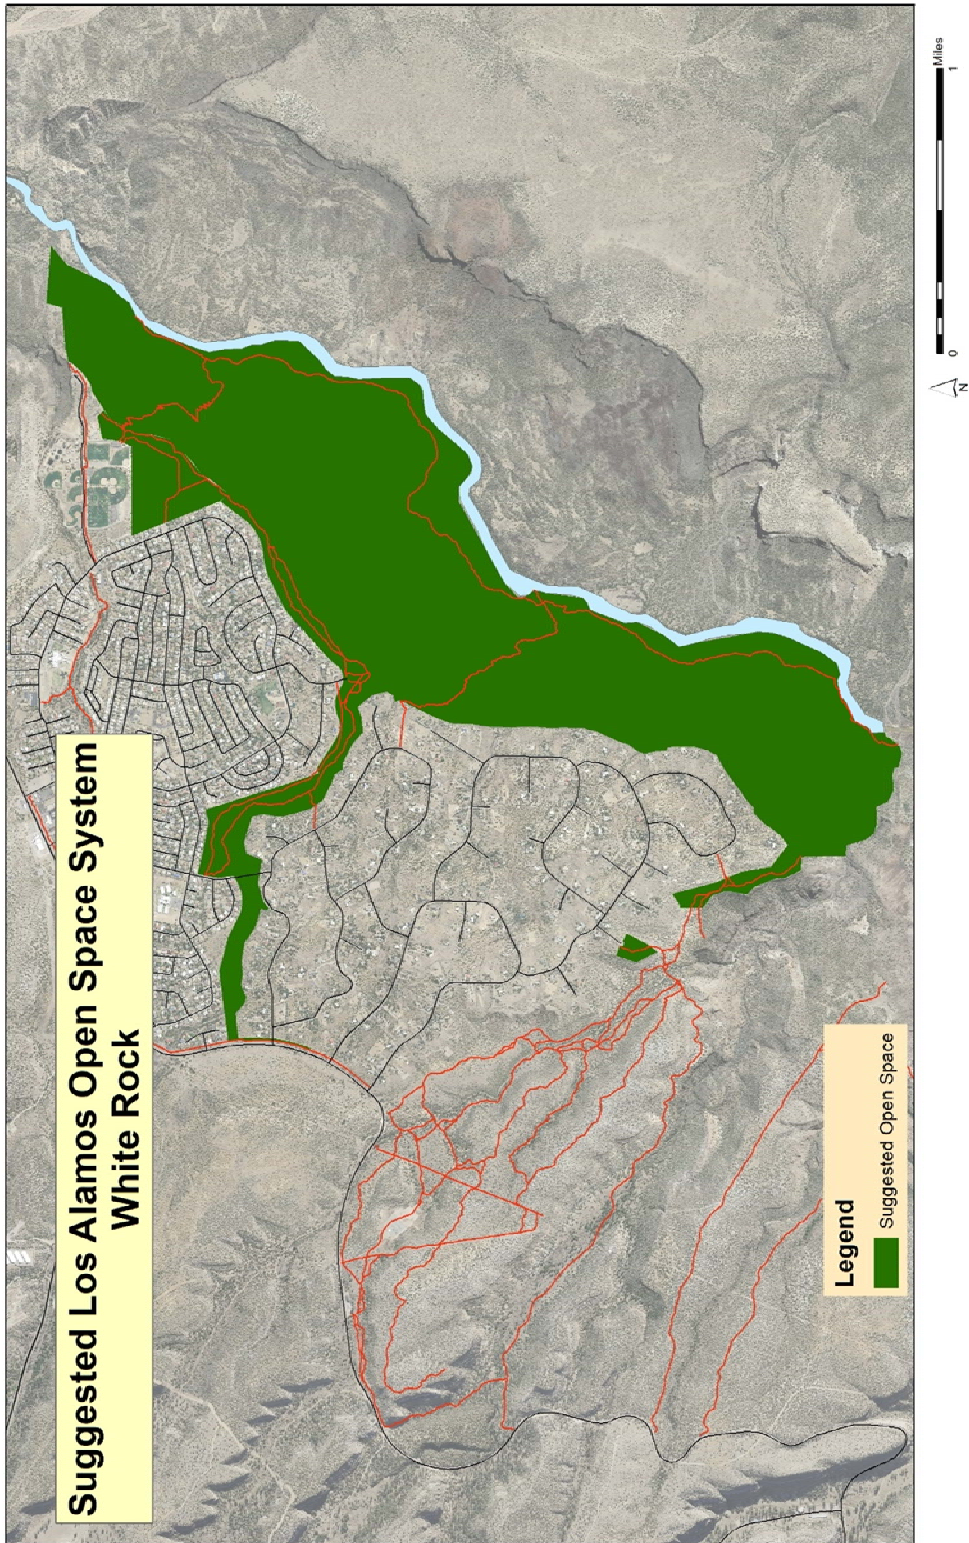 Suggested Los Alamos Open Space System
White Rock
Legend
Suggested Open Space
N
0
1
Miles